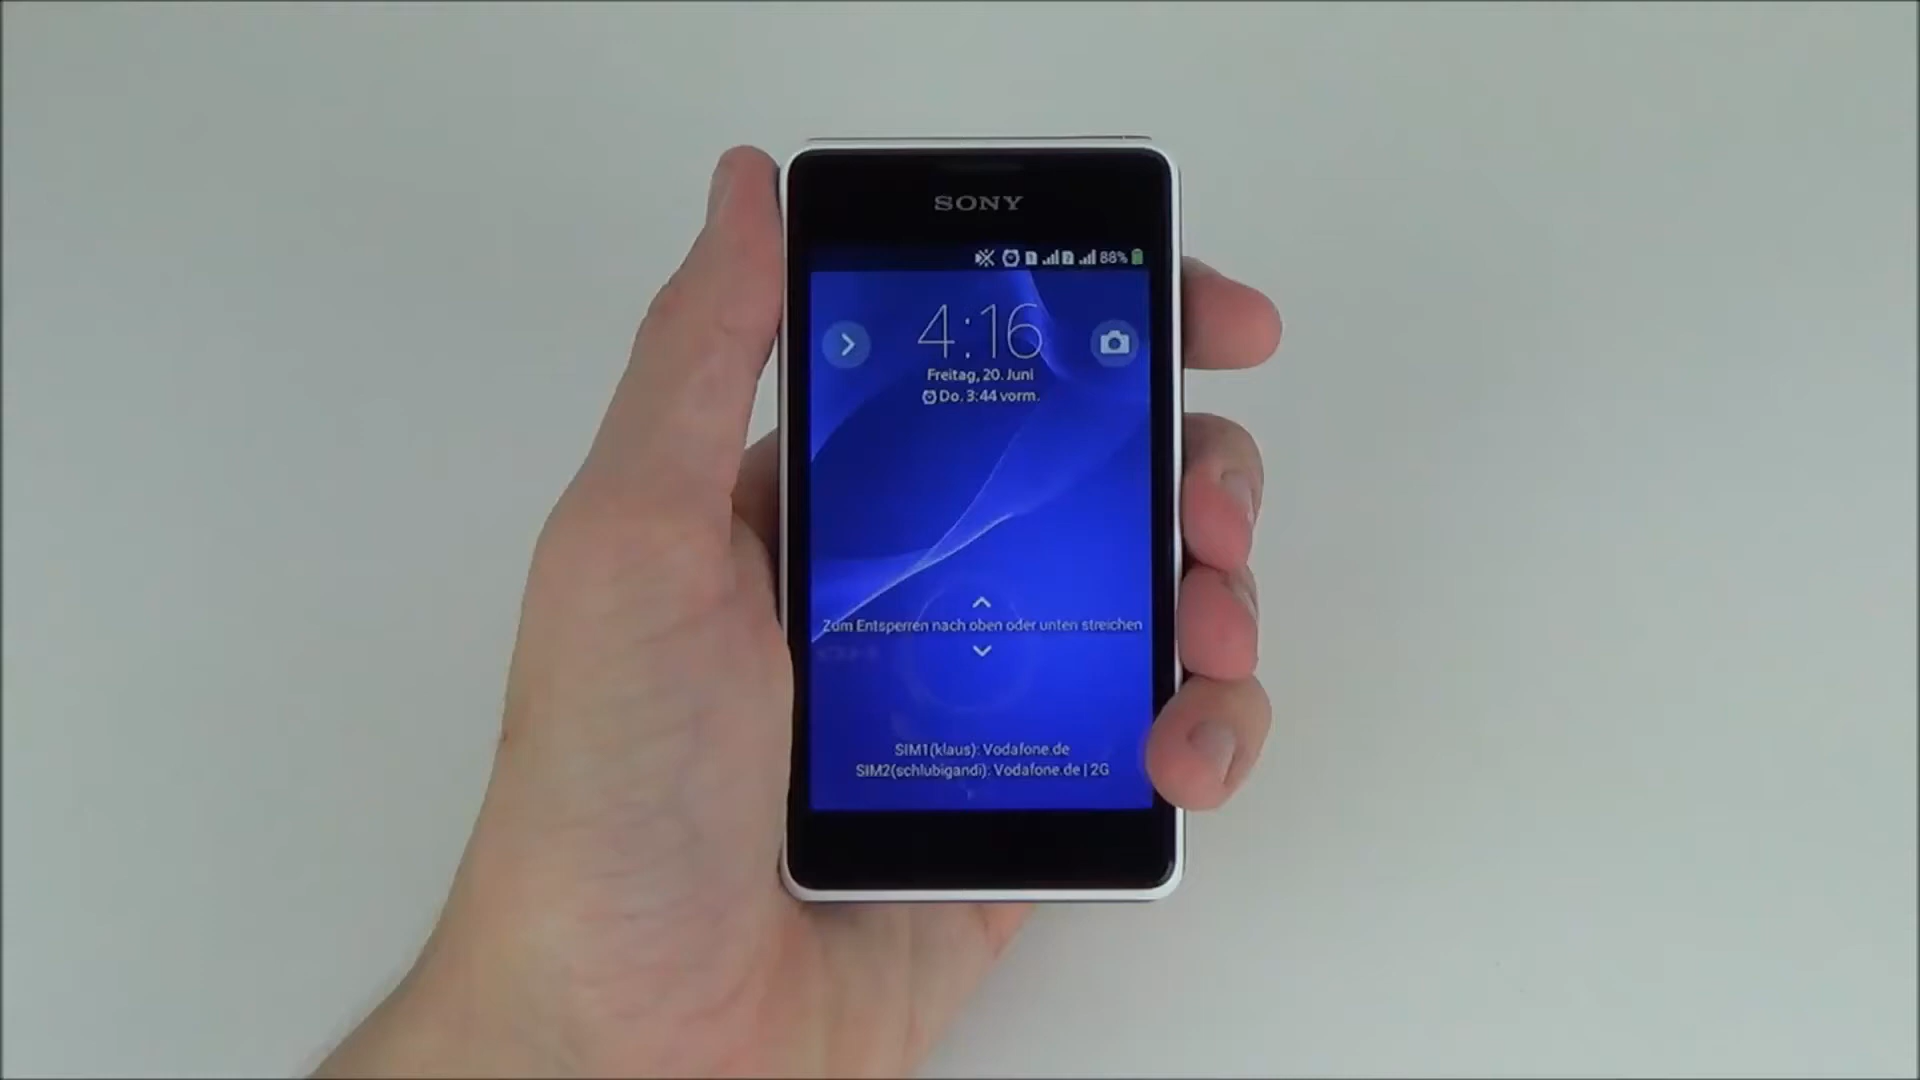 SONY
88%
4:16
Freitag, 20. Juni
Do. 3:44 vorm.
Zum Entsperren nach oben oder unten streichen
SIM1(klaus): Vodafone.de
SIM2(schlubigandi): Vodafone.de | 2G